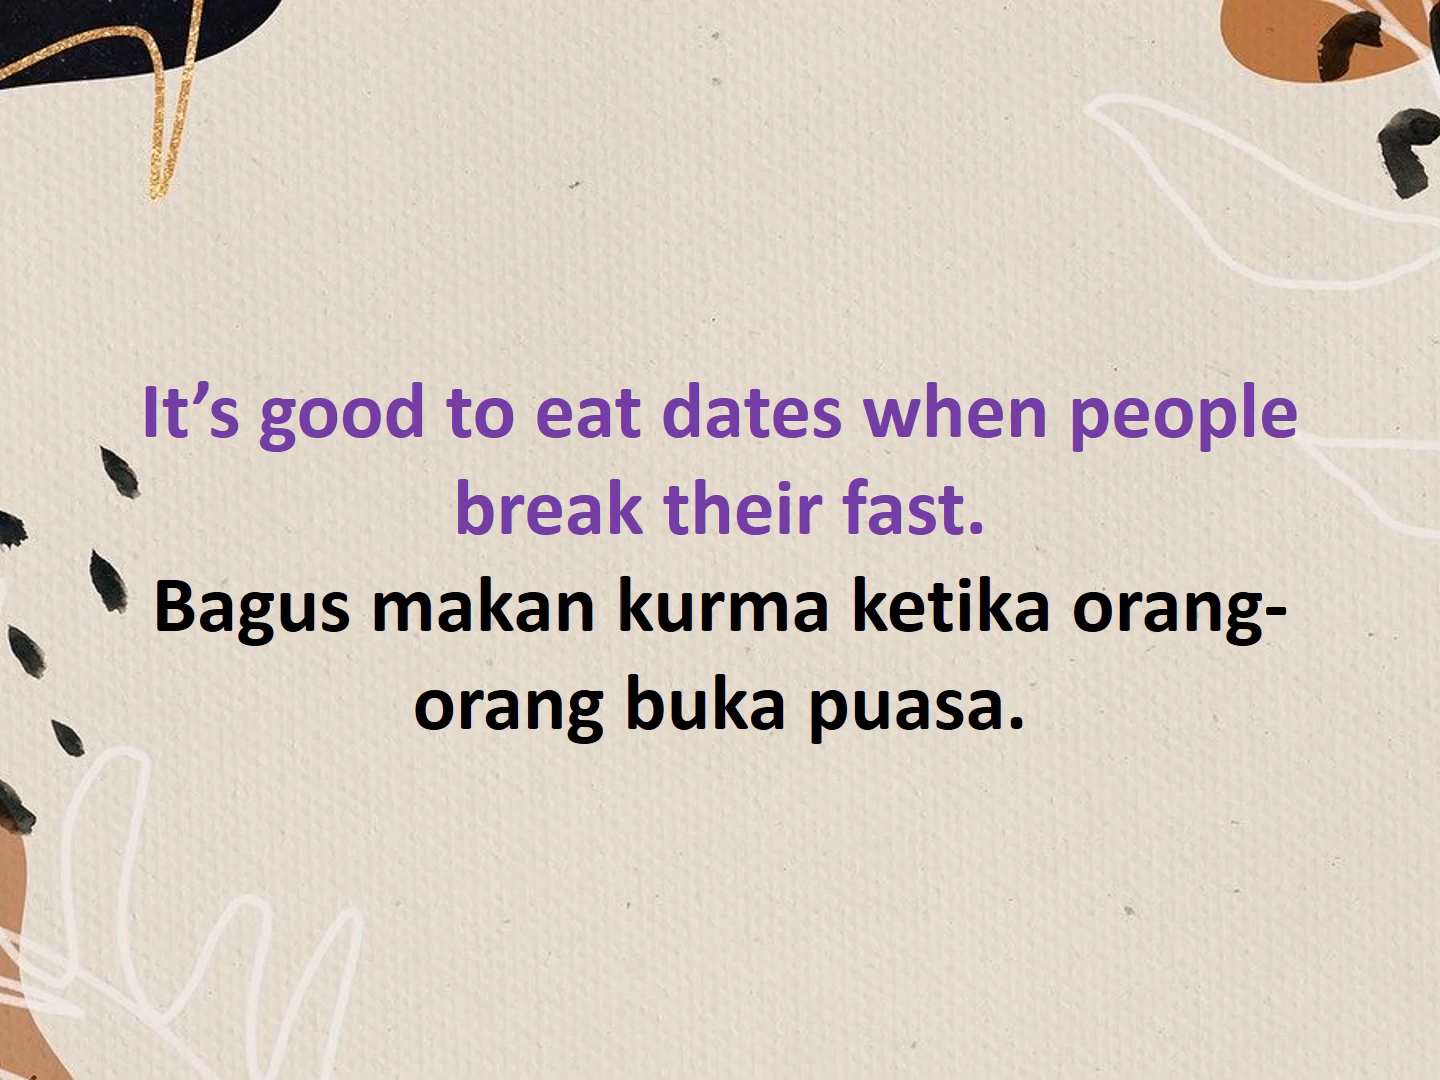 It’s good to eat dates when people
break their fast.
Bagus makan kurma ketika orang-
orang buka puasa.